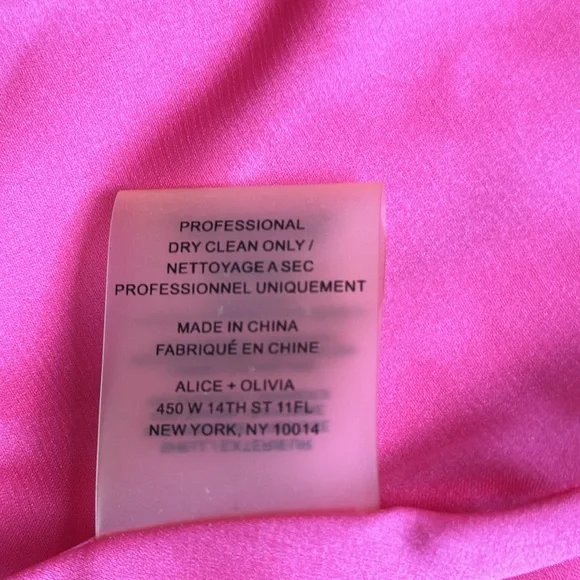 PROFESSIONAL
DRY CLEAN ONLY /
NETTOYAGE A SEC
PROFESSIONNEL UNIQUEMENT
MADE IN CHINA
FABRIQUÉ EN CHINE
ALICE + OLIVIA
450 W 14TH ST 11FL
NEW YORK, NY 10014